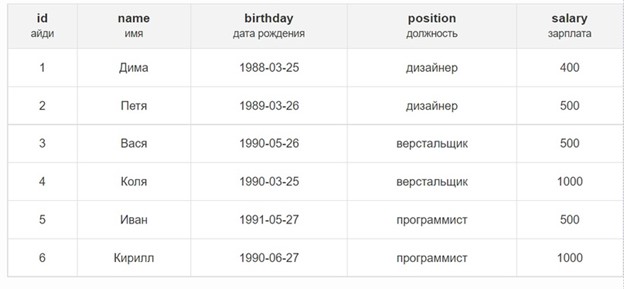 id name birthday position salary
айди имя дата рождения должность зарплата
1 Дима 1988-03-25 дизайнер 400
2 Петя 1989-03-26 дизайнер 500
3 Вася 1990-05-26 верстальщик 500
4 Коля 1990-03-25 верстальщик 1000
5 Иван 1991-05-27 программист 500
6 Кирилл 1990-06-27 программист 1000